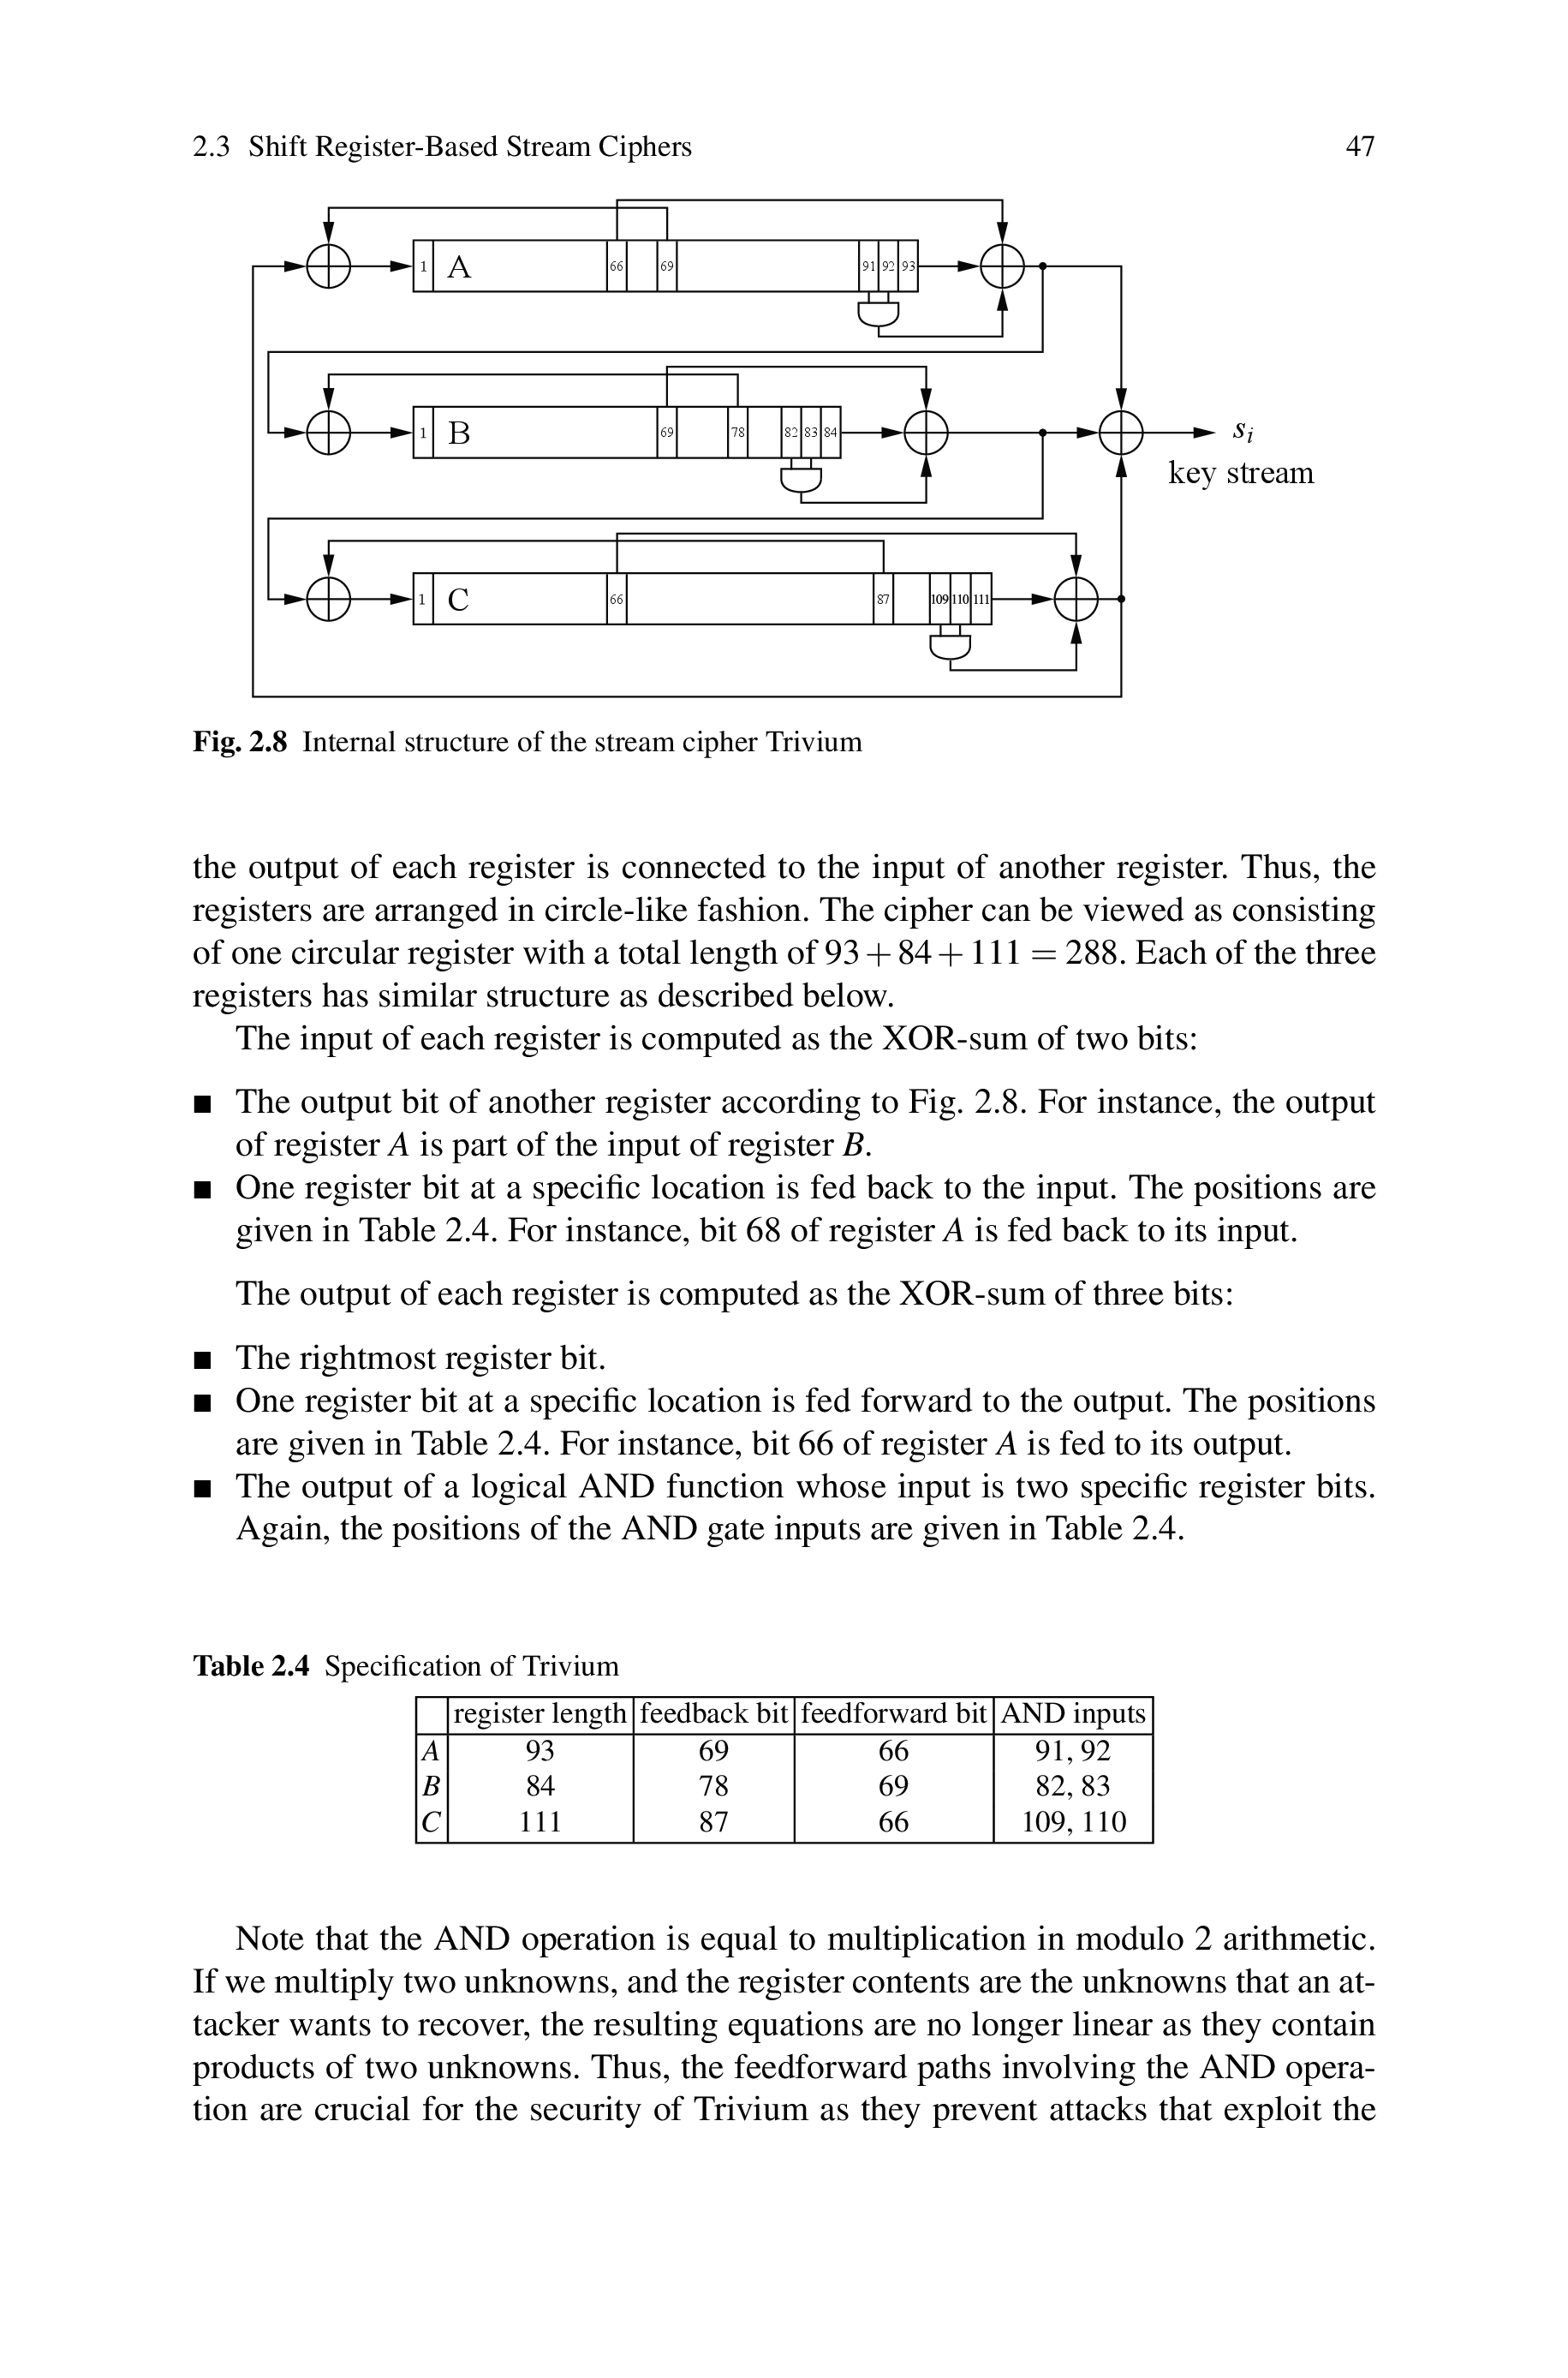 2.3 Shift Register-Based Stream Ciphers 47
1 A 66 69 91 92 93
1 B 69 78 82 83 84
s_i
key stream
1 C 66 87 109 110 111
Fig. 2.8 Internal structure of the stream cipher Trivium
the output of each register is connected to the input of another register. Thus, the
registers are arranged in circle-like fashion. The cipher can be viewed as consisting
of one circular register with a total length of 93 + 84 + 111 = 288. Each of the three
registers has similar structure as described below.
The input of each register is computed as the XOR-sum of two bits:
■ The output bit of another register according to Fig. 2.8. For instance, the output
of register A is part of the input of register B.
■ One register bit at a specific location is fed back to the input. The positions are
given in Table 2.4. For instance, bit 68 of register A is fed back to its input.
The output of each register is computed as the XOR-sum of three bits:
■ The rightmost register bit.
■ One register bit at a specific location is fed forward to the output. The positions
are given in Table 2.4. For instance, bit 66 of register A is fed to its output.
■ The output of a logical AND function whose input is two specific register bits.
Again, the positions of the AND gate inputs are given in Table 2.4.
Table 2.4 Specification of Trivium
register length feedback bit feedforward bit AND inputs
A 93 69 66 91, 92
B 84 78 69 82, 83
C 111 87 66 109, 110
Note that the AND operation is equal to multiplication in modulo 2 arithmetic.
If we multiply two unknowns, and the register contents are the unknowns that an at-
tacker wants to recover, the resulting equations are no longer linear as they contain
products of two unknowns. Thus, the feedforward paths involving the AND opera-
tion are crucial for the security of Trivium as they prevent attacks that exploit the